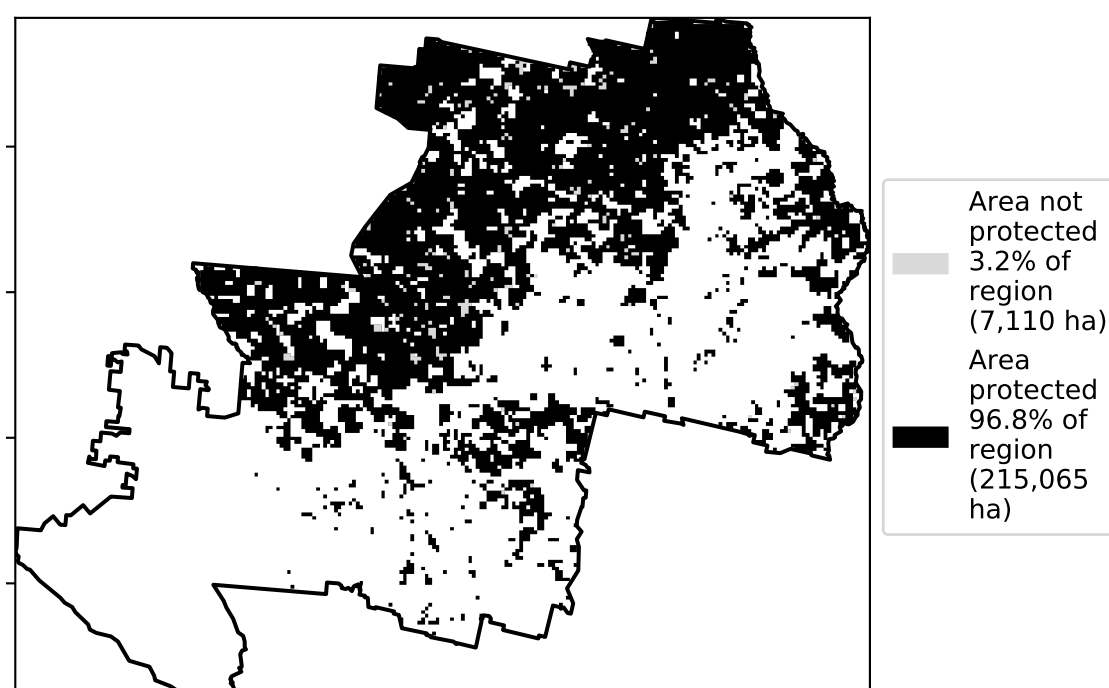 Area not
protected
3.2% of
region
(7,110 ha)
Area
protected
96.8% of
region
(215,065
ha)